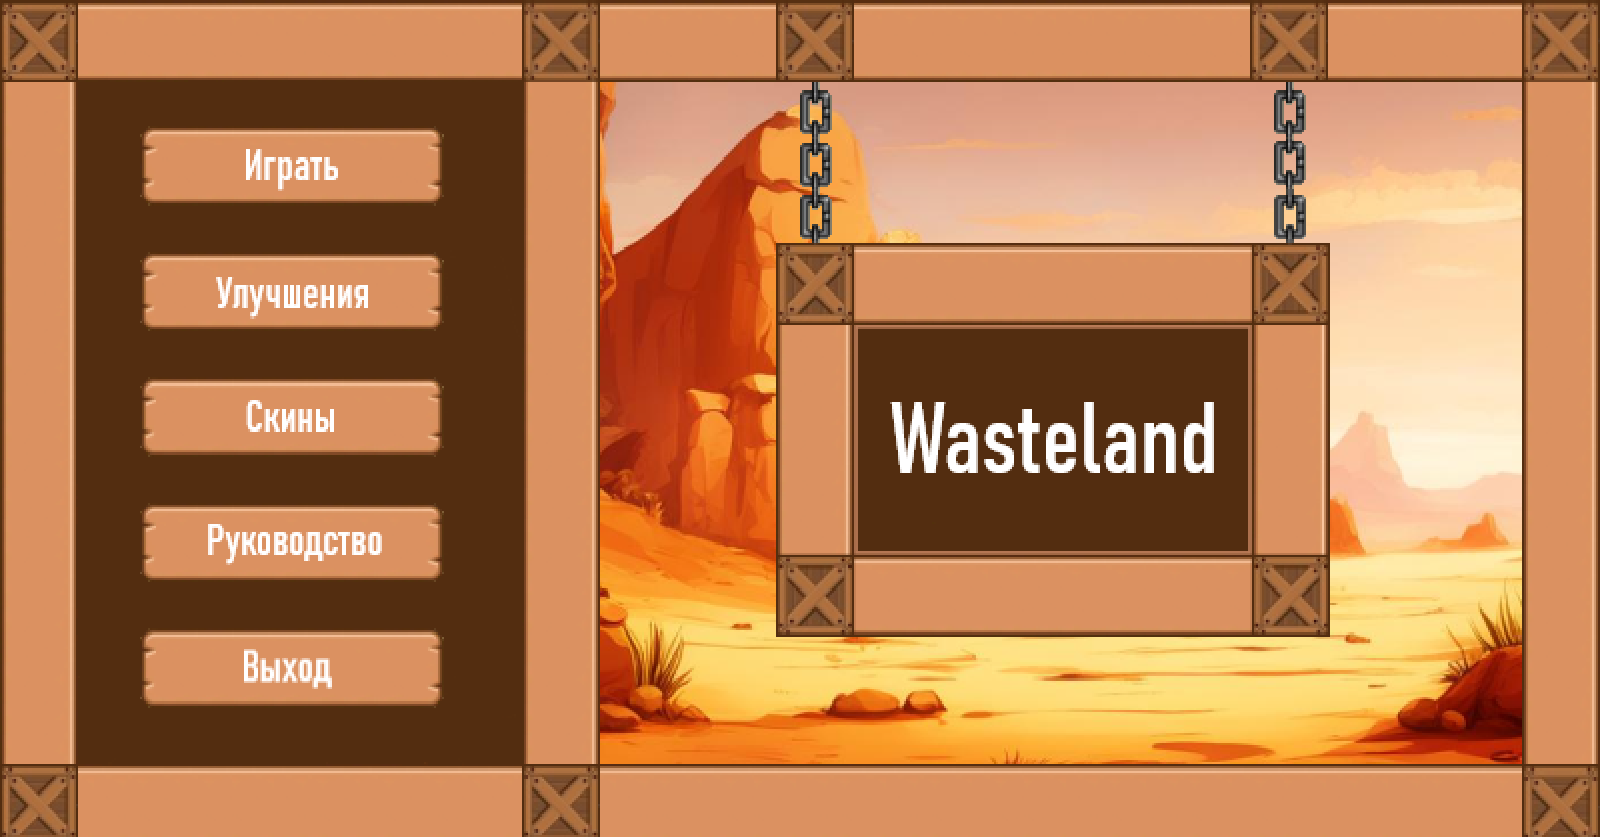 Играть
Улучшения
Скины
Руководство
Выход
Wasteland